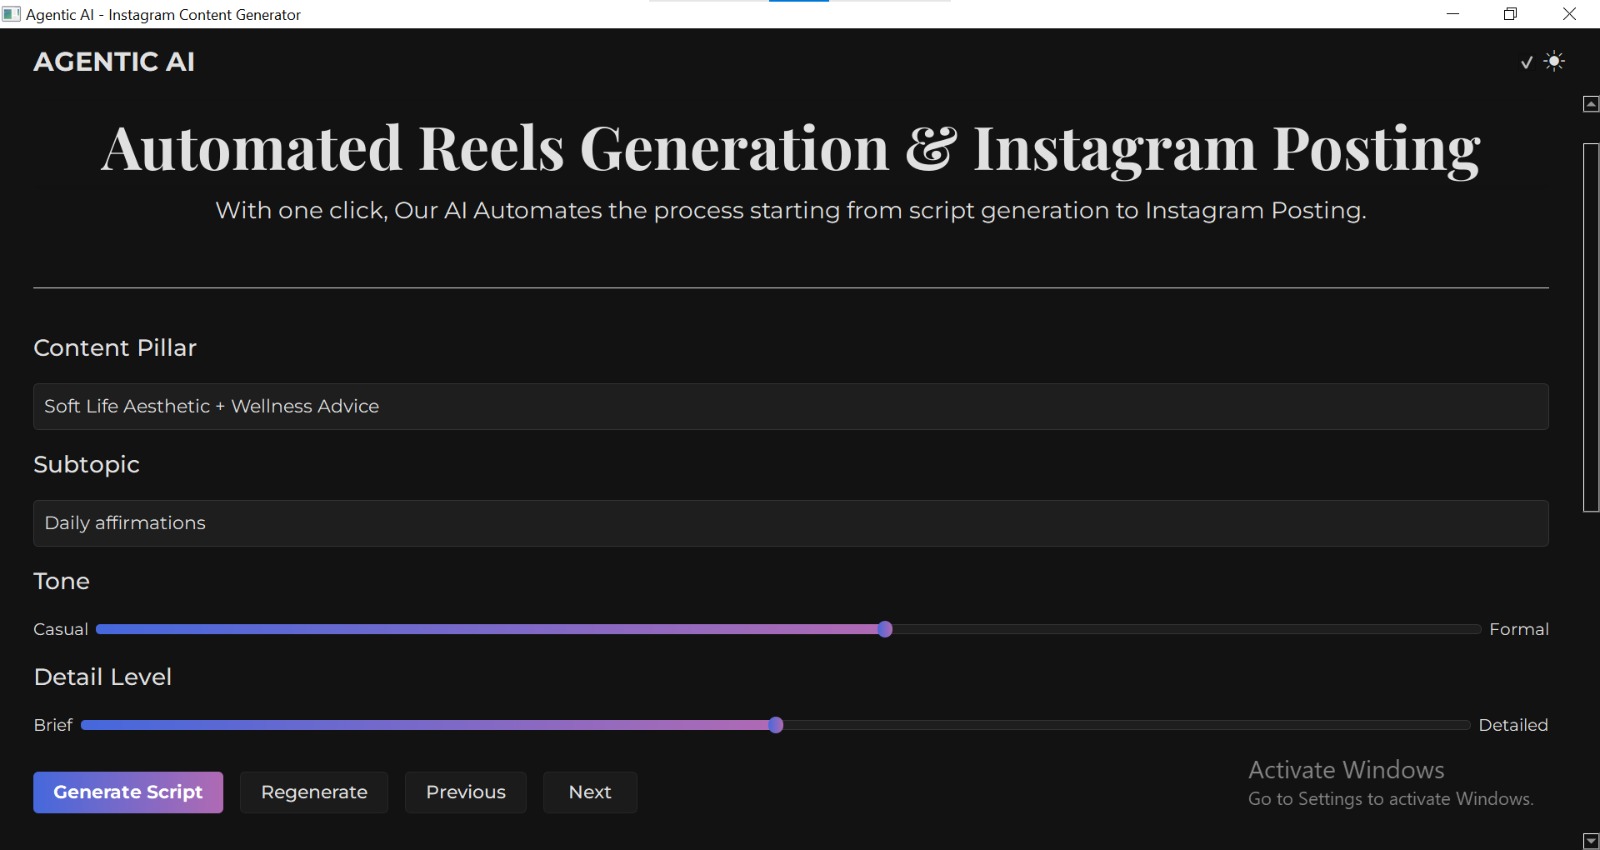 Agentic AI - Instagram Content Generator
AGENTIC AI
Automated Reels Generation & Instagram Posting
With one click, Our AI Automates the process starting from script generation to Instagram Posting.
Content Pillar
Soft Life Aesthetic + Wellness Advice
Subtopic
Daily affirmations
Tone
Casual Formal
Detail Level
Brief Detailed
Generate Script Regenerate Previous Next
Activate Windows
Go to Settings to activate Windows.